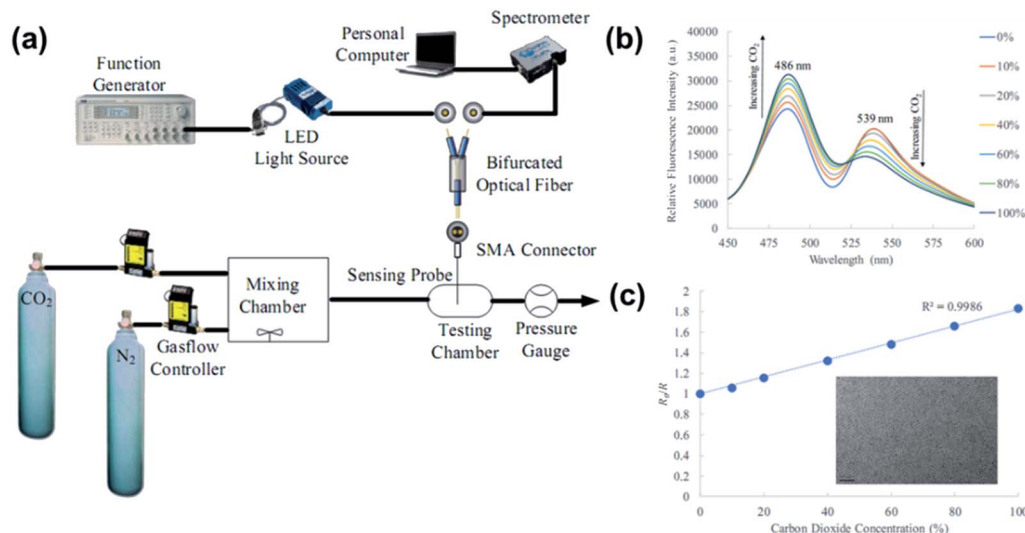 (a)
Function
Generator
LED
Light Source
Personal
Computer
Spectrometer
Bifurcated
Optical Fiber
SMA Connector
Sensing Probe
CO2
N2
Gasflow
Controller
Mixing
Chamber
Testing
Chamber
Pressure
Gauge
(b)
Relative Fluorescence Intensity (a.u.)
40000
35000
30000
25000
20000
15000
10000
5000
0
Increasing CO2
486 nm
539 nm
Increasing CO2
450
475
500
525
550
575
600
Wavelength (nm)
0%
10%
20%
40%
60%
80%
100%
(c)
R0/R
2
1.8
1.6
1.4
1.2
1
0.8
0.6
0.4
0.2
0
R² = 0.9986
0
20
40
60
80
100
Carbon Dioxide Concentration (%)